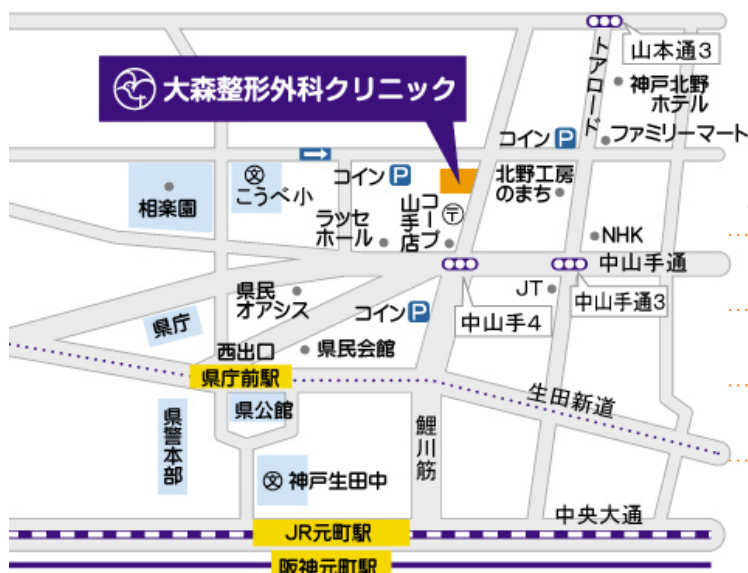 山本通3
大森整形外科クリニック
トアロード
神戸北野
ホテル
コイン P
ファミリーマート
文
こうべ小
コイン P
北野工房
のまち
相楽園
ラッセ
ホール
コープ
山手店
〒
NHK
中山手通
県民
オアシス
JT
中山手通3
コイン P
中山手4
県庁
西出口
県民会館
県庁前駅
生田新道
県公館
鯉川筋
県警本部
文 神戸生田中
中央大通
JR元町駅
阪神元町駅